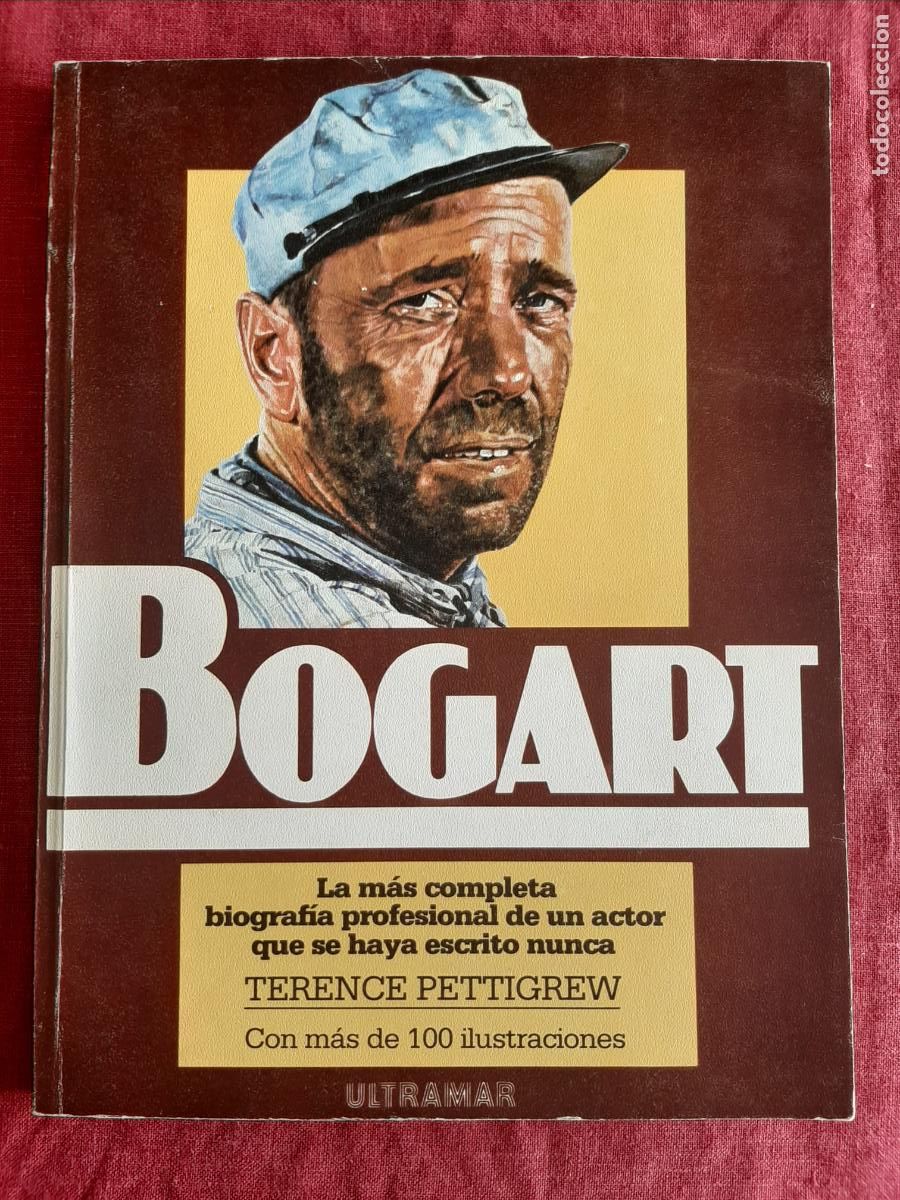 BOGART
La más completa
biografía profesional de un actor
que se haya escrito nunca
TERENCE PETTIGREW
Con más de 100 ilustraciones
ULTRAMAR
todocoleccion